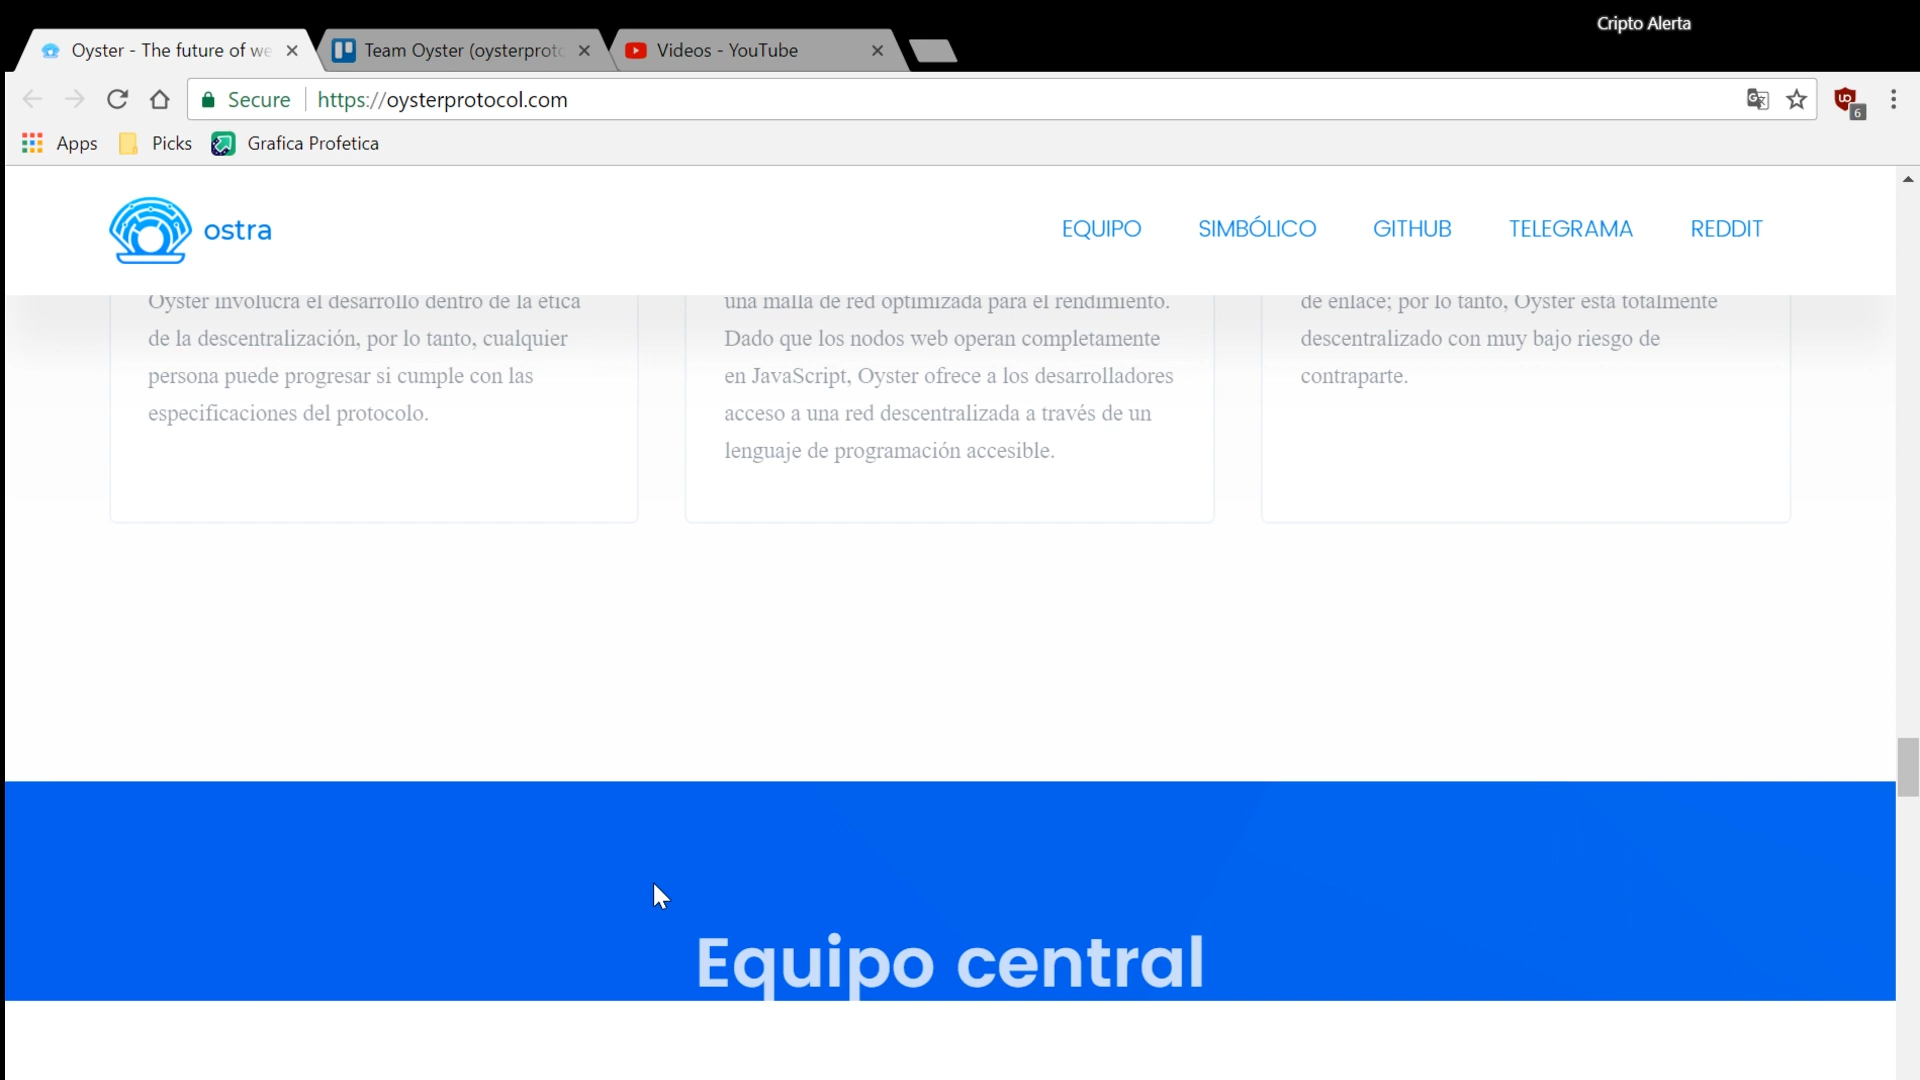 Cripto Alerta
Oyster - The future of we
Team Oyster (oysterproto
Videos - YouTube
Secure
https://oysterprotocol.com
6
Apps
Picks
Grafica Profetica
ostra
EQUIPO
SIMBÓLICO
GITHUB
TELEGRAMA
REDDIT
Oyster involucra el desarrollo dentro de la ética
de la descentralización, por lo tanto, cualquier
persona puede progresar si cumple con las
especificaciones del protocolo.
una malla de red optimizada para el rendimiento.
Dado que los nodos web operan completamente
en JavaScript, Oyster ofrece a los desarrolladores
acceso a una red descentralizada a través de un
lenguaje de programación accesible.
de enlace; por lo tanto, Oyster está totalmente
descentralizado con muy bajo riesgo de
contraparte.
Equipo central